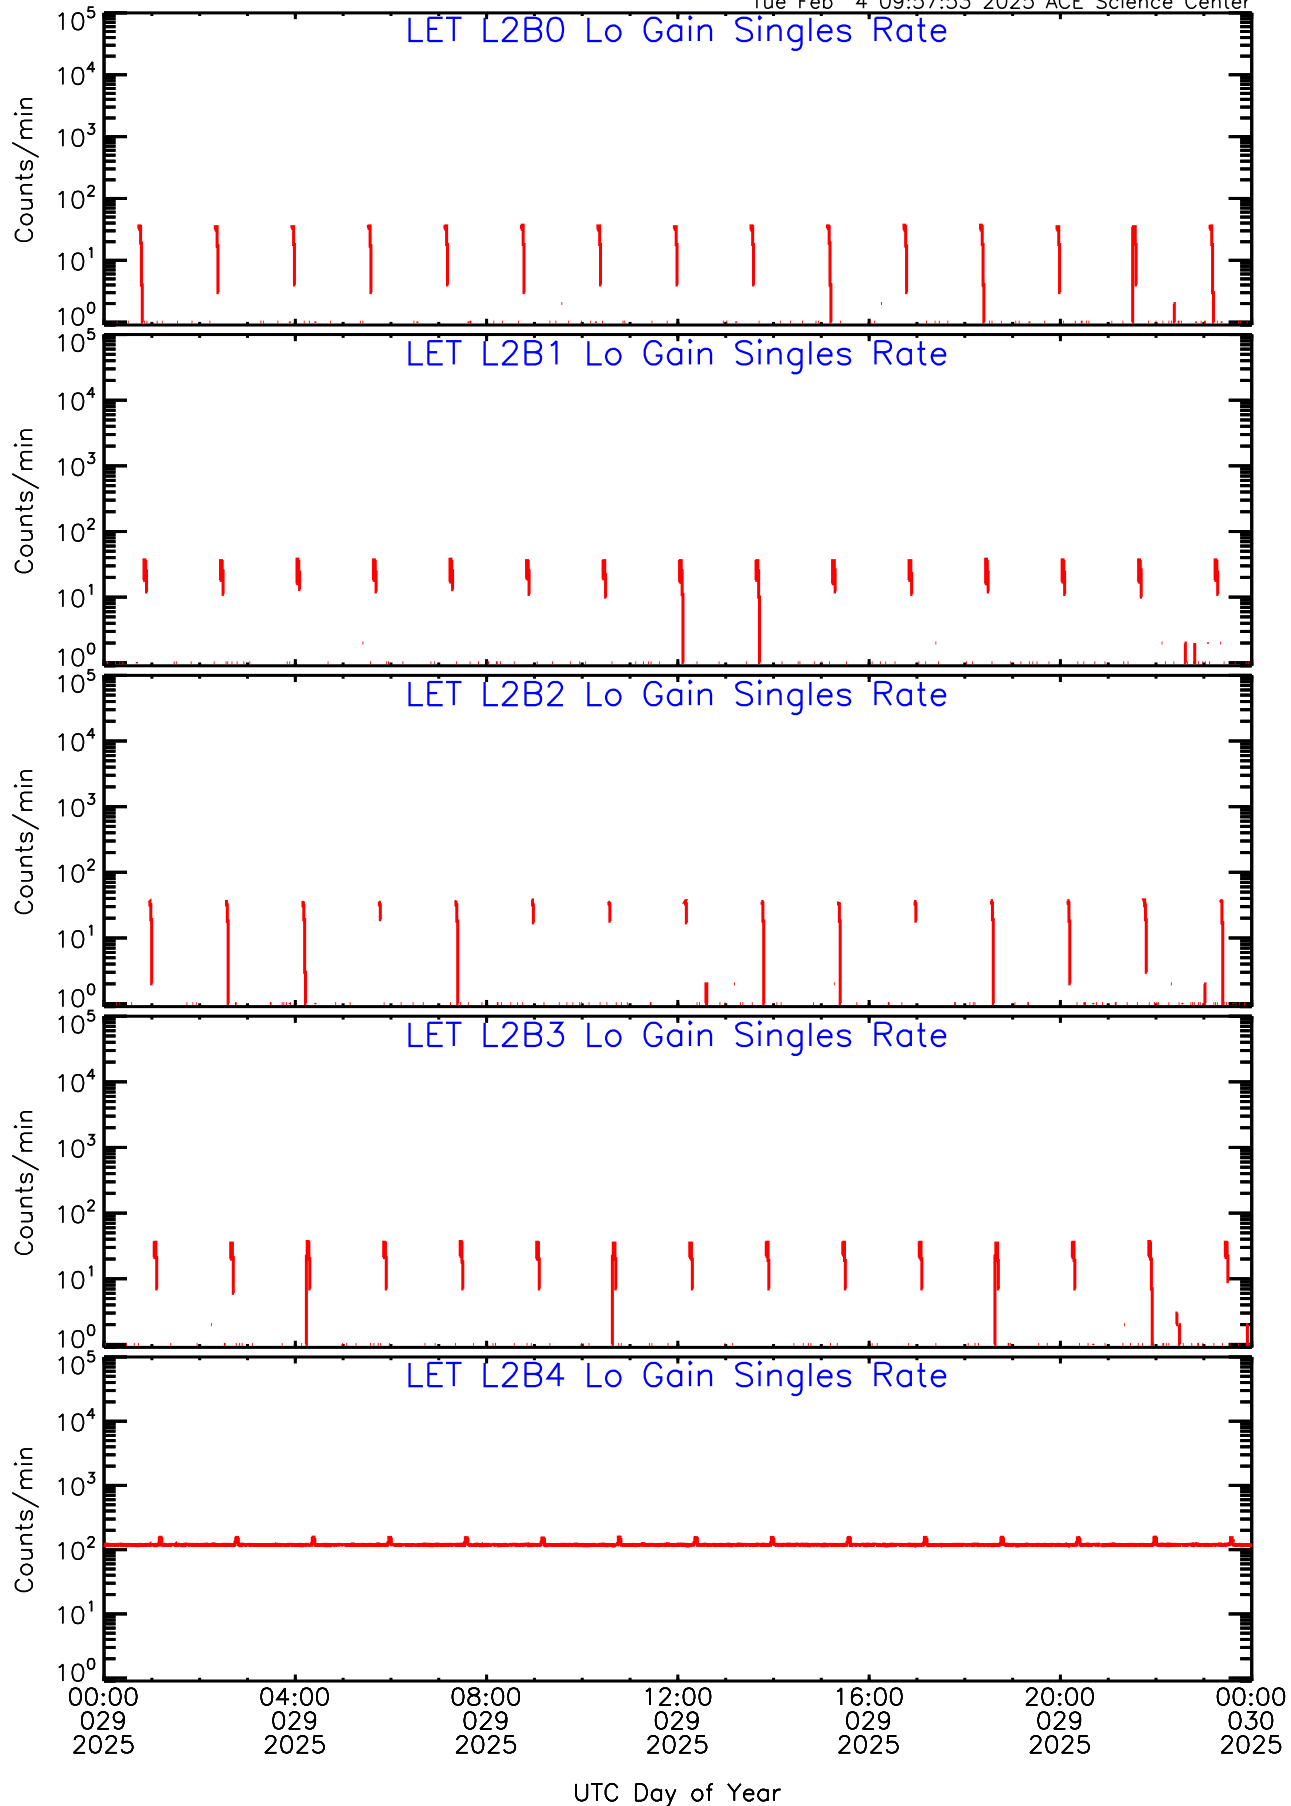 Tue Feb 4 09:57:53 2025 ACE Science Center
LET L2B0 Lo Gain Singles Rate
Counts/min
10^5
10^4
10^3
10^2
10^1
10^0
LET L2B1 Lo Gain Singles Rate
Counts/min
10^5
10^4
10^3
10^2
10^1
10^0
LET L2B2 Lo Gain Singles Rate
Counts/min
10^5
10^4
10^3
10^2
10^1
10^0
LET L2B3 Lo Gain Singles Rate
Counts/min
10^5
10^4
10^3
10^2
10^1
10^0
LET L2B4 Lo Gain Singles Rate
Counts/min
10^5
10^4
10^3
10^2
10^1
10^0
00:00 04:00 08:00 12:00 16:00 20:00 00:00
029 029 029 029 029 029 030
2025 2025 2025 2025 2025 2025 2025
UTC Day of Year